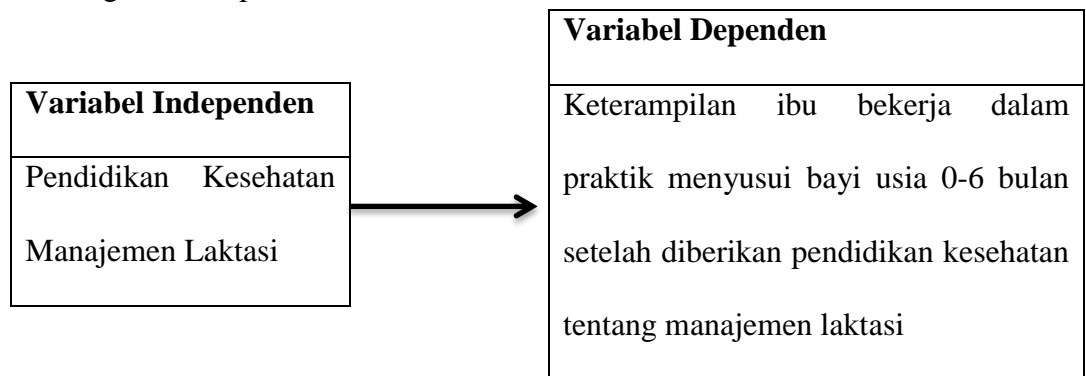 Variabel Independen
Pendidikan Kesehatan
Manajemen Laktasi
Variabel Dependen
Keterampilan ibu bekerja dalam
praktik menyusui bayi usia 0-6 bulan
setelah diberikan pendidikan kesehatan
tentang manajemen laktasi